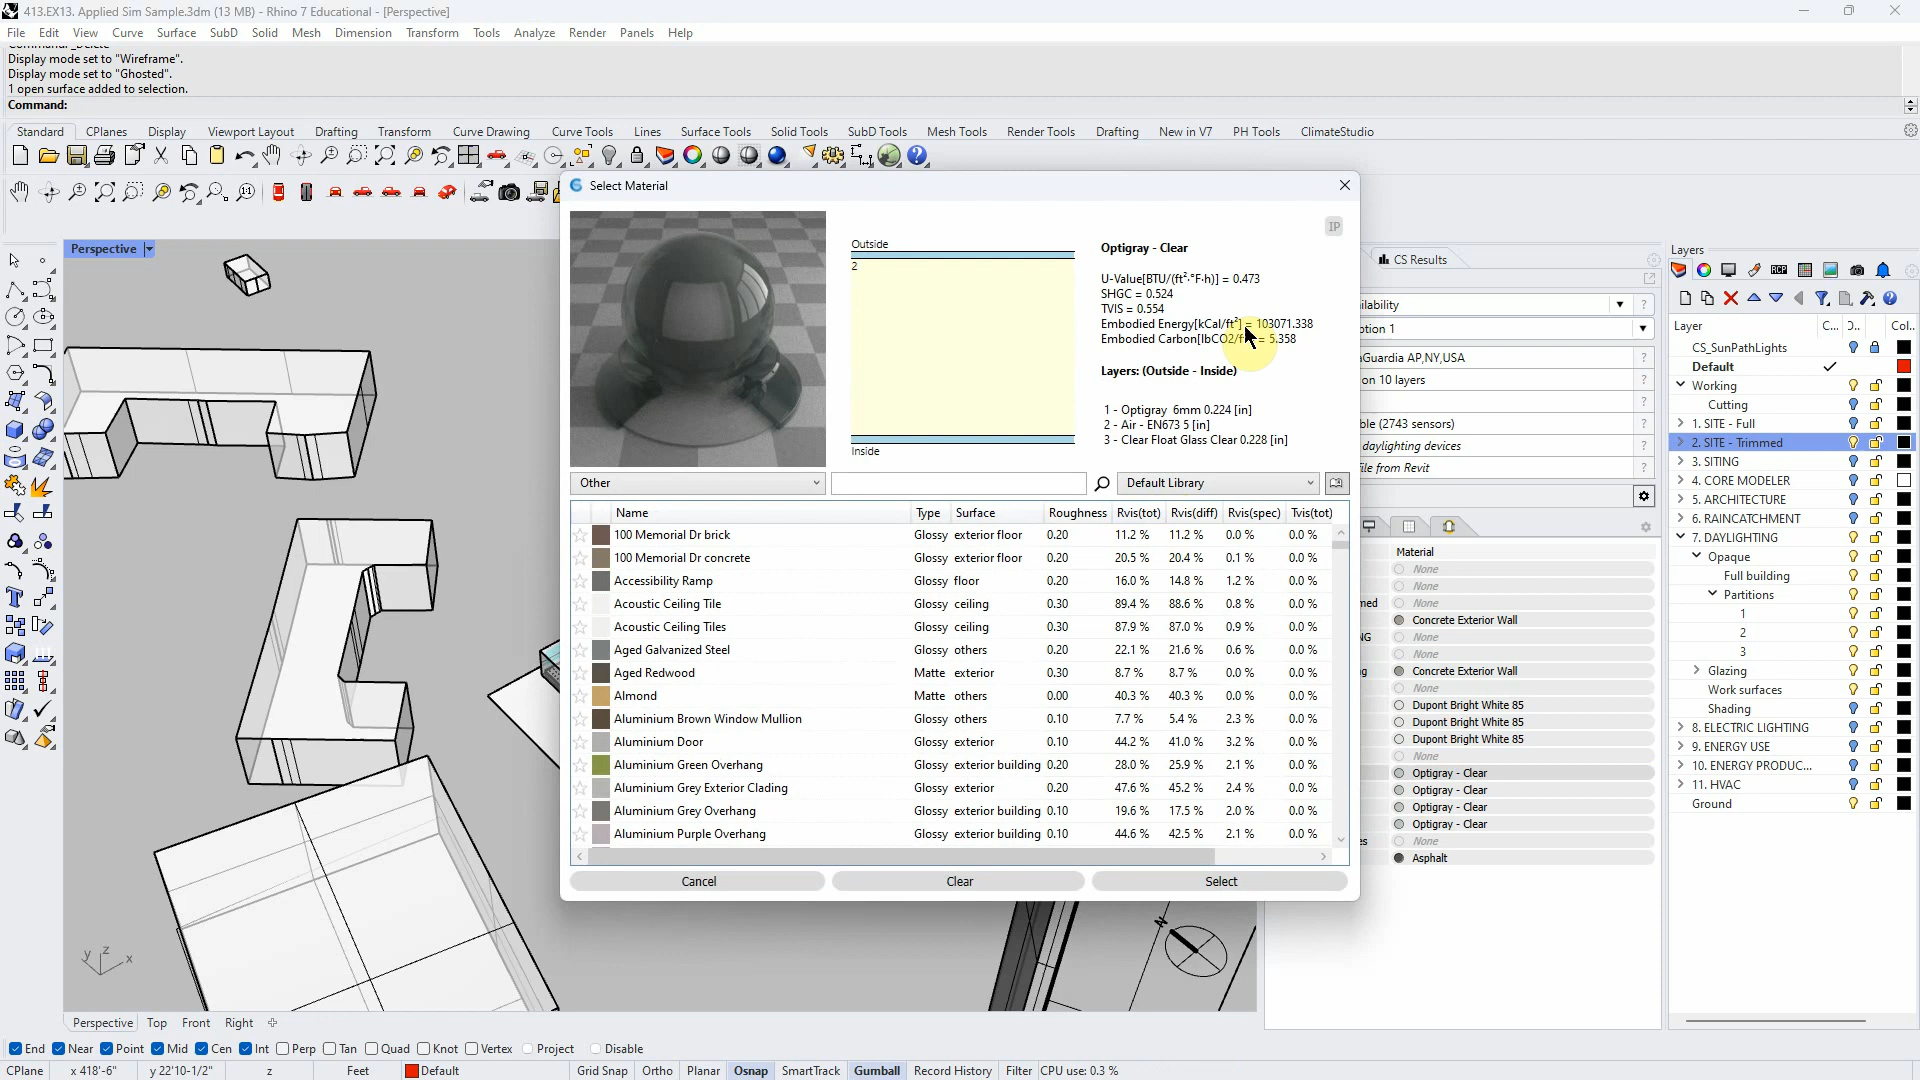 413.EX13. Applied Sim Sample.3dm (13 MB) - Rhino 7 Educational - [Perspective]
File Edit View Curve Surface SubD Solid Mesh Dimension Transform Tools Analyze Render Panels Help
Display mode set to "Wireframe".
Display mode set to "Ghosted".
1 open surface added to selection.
Command:
Standard CPlanes Display Viewport Layout Drafting Transform Curve Drawing Curve Tools Lines Surface Tools Solid Tools SubD Tools Mesh Tools Render Tools Drafting New in V7 PH Tools ClimateStudio
Perspective
Select Material
IP
Outside
2
Inside
Optigray - Clear
U-Value[BTU/(ft²·°F·h)] = 0.473
SHGC = 0.524
TVIS = 0.554
Embodied Energy[kCal/ft²] = 103071.338
Embodied Carbon[lbCO2/f = 5.358
Layers: (Outside - Inside)
1 - Optigray 6mm 0.224 [in]
2 - Air - EN673 5 [in]
3 - Clear Float Glass Clear 0.228 [in]
Other Default Library
Name Type Surface Roughness Rvis(tot) Rvis(diff) Rvis(spec) Tvis(tot)
100 Memorial Dr brick Glossy exterior floor 0.20 11.2 % 11.2 % 0.0 % 0.0 %
100 Memorial Dr concrete Glossy exterior floor 0.20 20.5 % 20.4 % 0.1 % 0.0 %
Accessibility Ramp Glossy floor 0.20 16.0 % 14.8 % 1.2 % 0.0 %
Acoustic Ceiling Tile Glossy ceiling 0.30 89.4 % 88.6 % 0.8 % 0.0 %
Acoustic Ceiling Tiles Glossy ceiling 0.30 87.9 % 87.0 % 0.9 % 0.0 %
Aged Galvanized Steel Glossy others 0.20 22.1 % 21.6 % 0.6 % 0.0 %
Aged Redwood Matte exterior 0.30 8.7 % 8.7 % 0.0 % 0.0 %
Almond Matte others 0.00 40.3 % 40.3 % 0.0 % 0.0 %
Aluminium Brown Window Mullion Glossy others 0.10 7.7 % 5.4 % 2.3 % 0.0 %
Aluminium Door Glossy exterior 0.10 44.2 % 41.0 % 3.2 % 0.0 %
Aluminium Green Overhang Glossy exterior building 0.20 28.0 % 25.9 % 2.1 % 0.0 %
Aluminium Grey Exterior Clading Glossy exterior 0.20 47.6 % 45.2 % 2.4 % 0.0 %
Aluminium Grey Overhang Glossy exterior building 0.10 19.6 % 17.5 % 2.0 % 0.0 %
Aluminium Purple Overhang Glossy exterior building 0.10 44.6 % 42.5 % 2.1 % 0.0 %
Cancel Clear Select
CS Results
ilability ?
ption 1
aGuardia AP,NY,USA ?
on 10 layers ?
?
ble (2743 sensors) ?
daylighting devices ?
ile from Revit ?
Material
None
None
med None
Concrete Exterior Wall
NG None
None
g Concrete Exterior Wall
None
Dupont Bright White 85
Dupont Bright White 85
Dupont Bright White 85
None
Optigray - Clear
Optigray - Clear
Optigray - Clear
Optigray - Clear
es None
Asphalt
Layers
Layer C... Col..
CS_SunPathLights
Default
Working
Cutting
1. SITE - Full
2. SITE - Trimmed
3. SITING
4. CORE MODELER
5. ARCHITECTURE
6. RAINCATCHMENT
7. DAYLIGHTING
Opaque
Full building
Partitions
1
2
3
Glazing
Work surfaces
Shading
8. ELECTRIC LIGHTING
9. ENERGY USE
10. ENERGY PRODUC...
11. HVAC
Ground
y z x
N
Perspective Top Front Right
End Near Point Mid Cen Int Perp Tan Quad Knot Vertex Project Disable
CPlane x 418'-6" y 22'10-1/2" z Feet Default Grid Snap Ortho Planar Osnap SmartTrack Gumball Record History Filter CPU use: 0.3 %